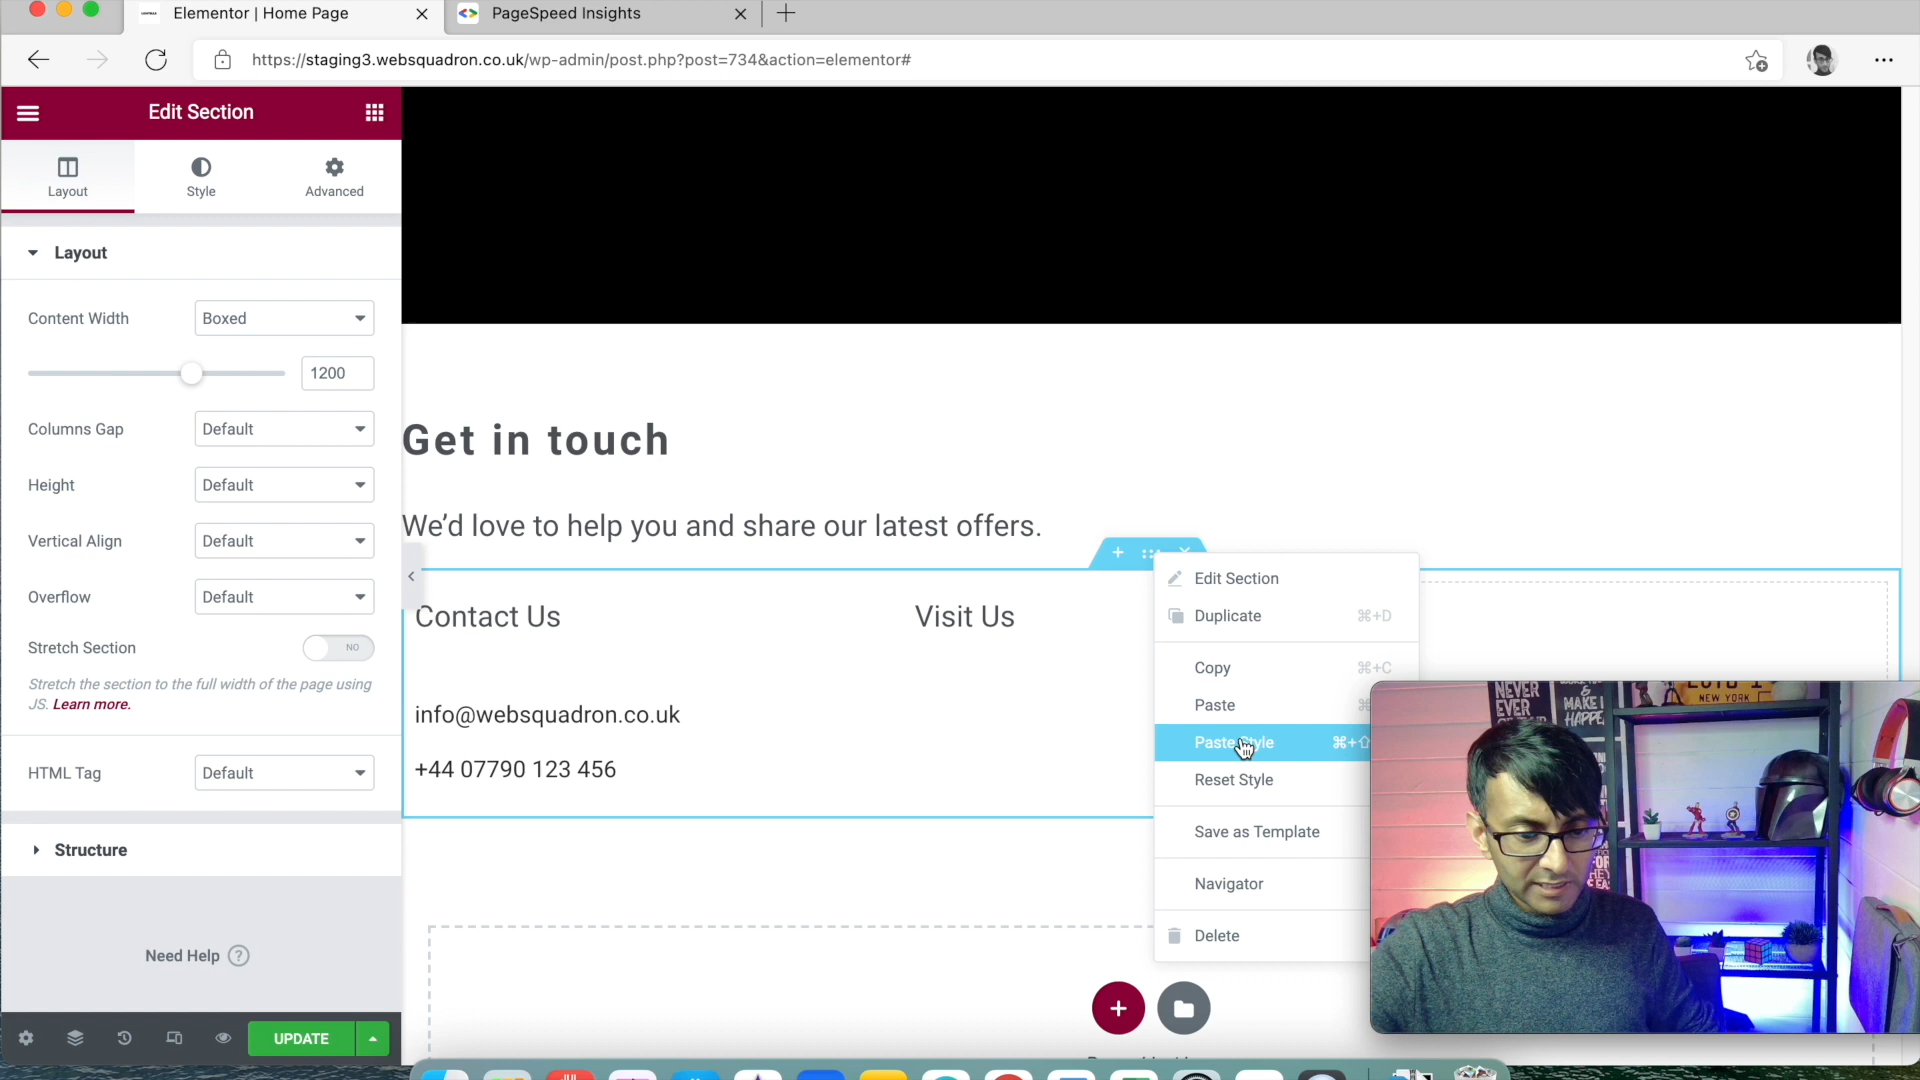 Elementor | Home Page
PageSpeed Insights
https://staging3.websquadron.co.uk/wp-admin/post.php?post=734&action=elementor#
Edit Section
Layout
Style
Advanced
Layout
Content Width
Boxed
1200
Columns Gap
Default
Height
Default
Vertical Align
Default
Overflow
Default
Stretch Section
NO
Stretch the section to the full width of the page using
JS. Learn more.
HTML Tag
Default
Structure
Need Help ?
UPDATE
Get in touch
We’d love to help you and share our latest offers.
Contact Us
Visit Us
info@websquadron.co.uk
+44 07790 123 456
Edit Section
Duplicate ⌘+D
Copy ⌘+C
Paste ⌘
Paste Style ⌘+⇧
Reset Style
Save as Template
Navigator
Delete
NEVER
EVER
NEW YORK